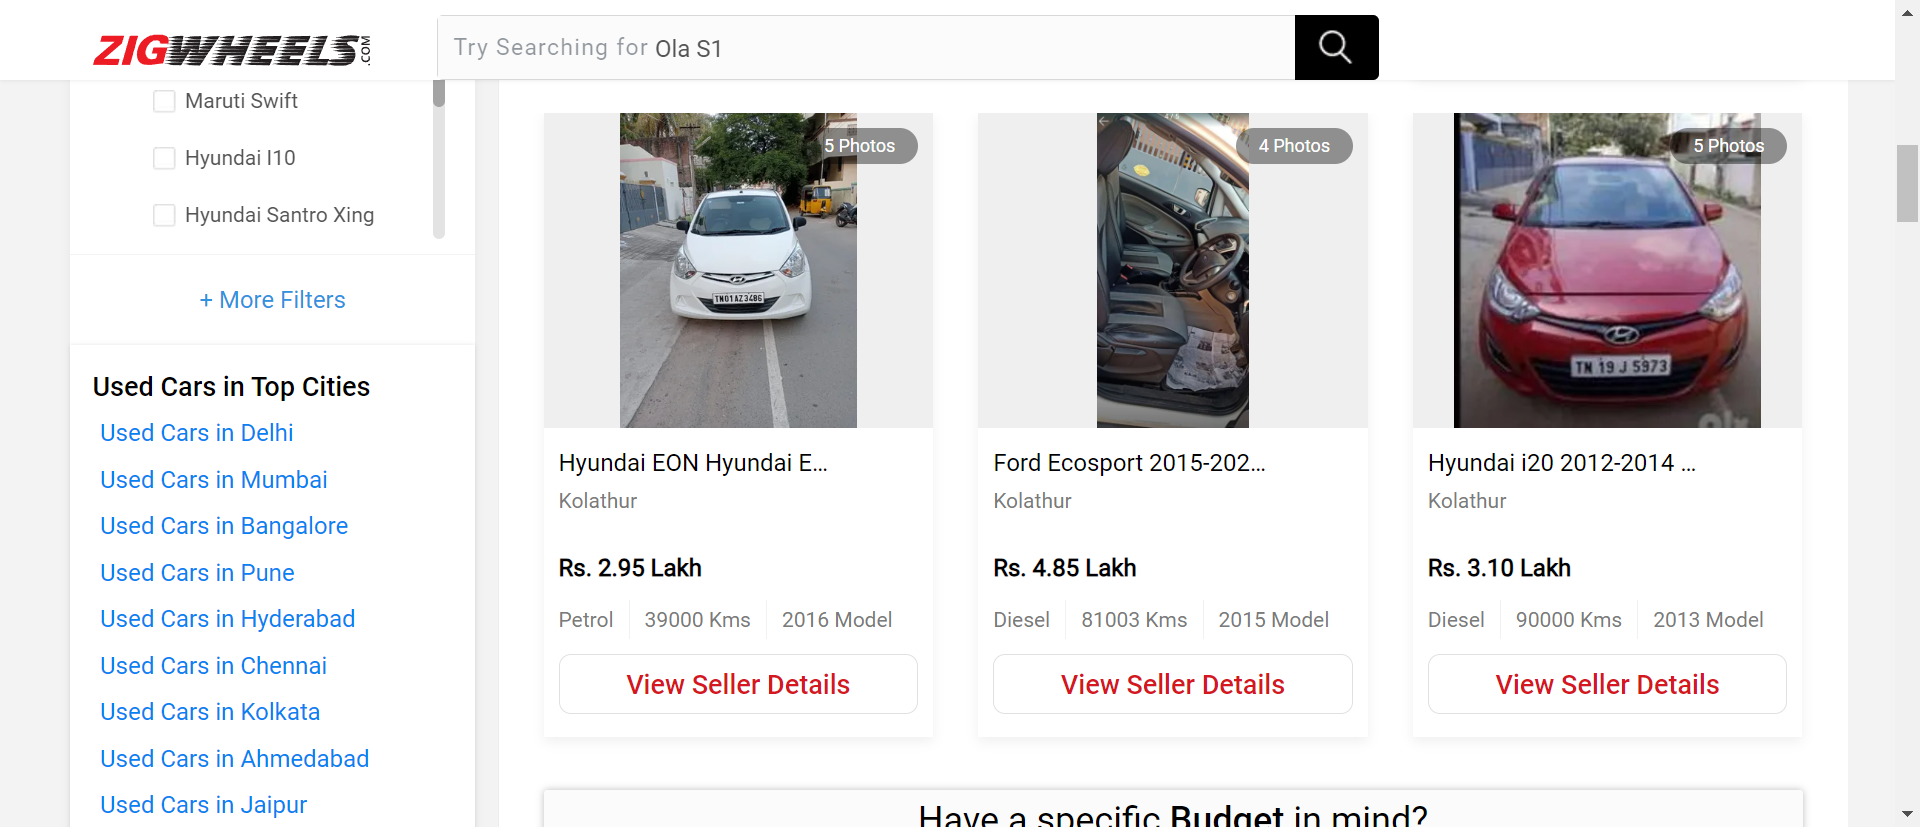 ZIGWHEELS.COM
Try Searching for Ola S1
Maruti Swift
Hyundai I10
Hyundai Santro Xing
+ More Filters
Used Cars in Top Cities
Used Cars in Delhi
Used Cars in Mumbai
Used Cars in Bangalore
Used Cars in Pune
Used Cars in Hyderabad
Used Cars in Chennai
Used Cars in Kolkata
Used Cars in Ahmedabad
Used Cars in Jaipur
5 Photos
TN01AZ3486
Hyundai EON Hyundai E...
Kolathur
Rs. 2.95 Lakh
Petrol 39000 Kms 2016 Model
View Seller Details
4 Photos
Ford Ecosport 2015-202...
Kolathur
Rs. 4.85 Lakh
Diesel 81003 Kms 2015 Model
View Seller Details
5 Photos
TN 19 J 5973
Hyundai i20 2012-2014 ...
Kolathur
Rs. 3.10 Lakh
Diesel 90000 Kms 2013 Model
View Seller Details
Have a specific Budget in mind?